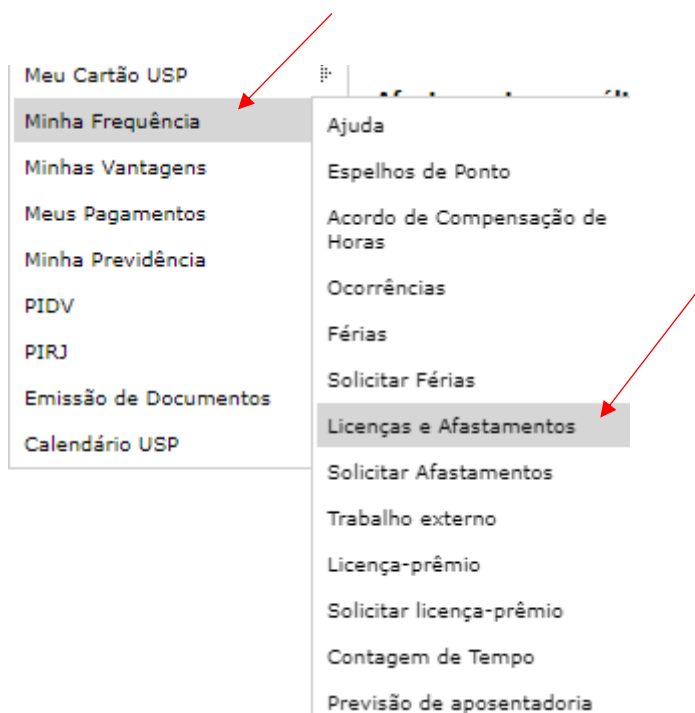 Meu Cartão USP
Minha Frequência
Minhas Vantagens
Meus Pagamentos
Minha Previdência
PIDV
PIRJ
Emissão de Documentos
Calendário USP
Ajuda
Espelhos de Ponto
Acordo de Compensação de
Horas
Ocorrências
Férias
Solicitar Férias
Licenças e Afastamentos
Solicitar Afastamentos
Trabalho externo
Licença-prêmio
Solicitar licença-prêmio
Contagem de Tempo
Previsão de aposentadoria